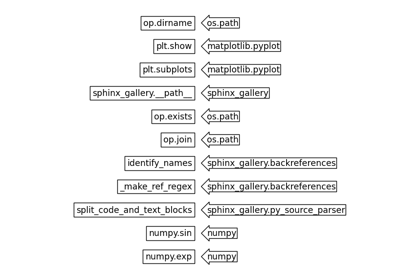 op.dirname os.path
plt.show matplotlib.pyplot
plt.subplots matplotlib.pyplot
sphinx_gallery.__path__ sphinx_gallery
op.exists os.path
op.join os.path
identify_names sphinx_gallery.backreferences
_make_ref_regex sphinx_gallery.backreferences
split_code_and_text_blocks sphinx_gallery.py_source_parser
numpy.sin numpy
numpy.exp numpy